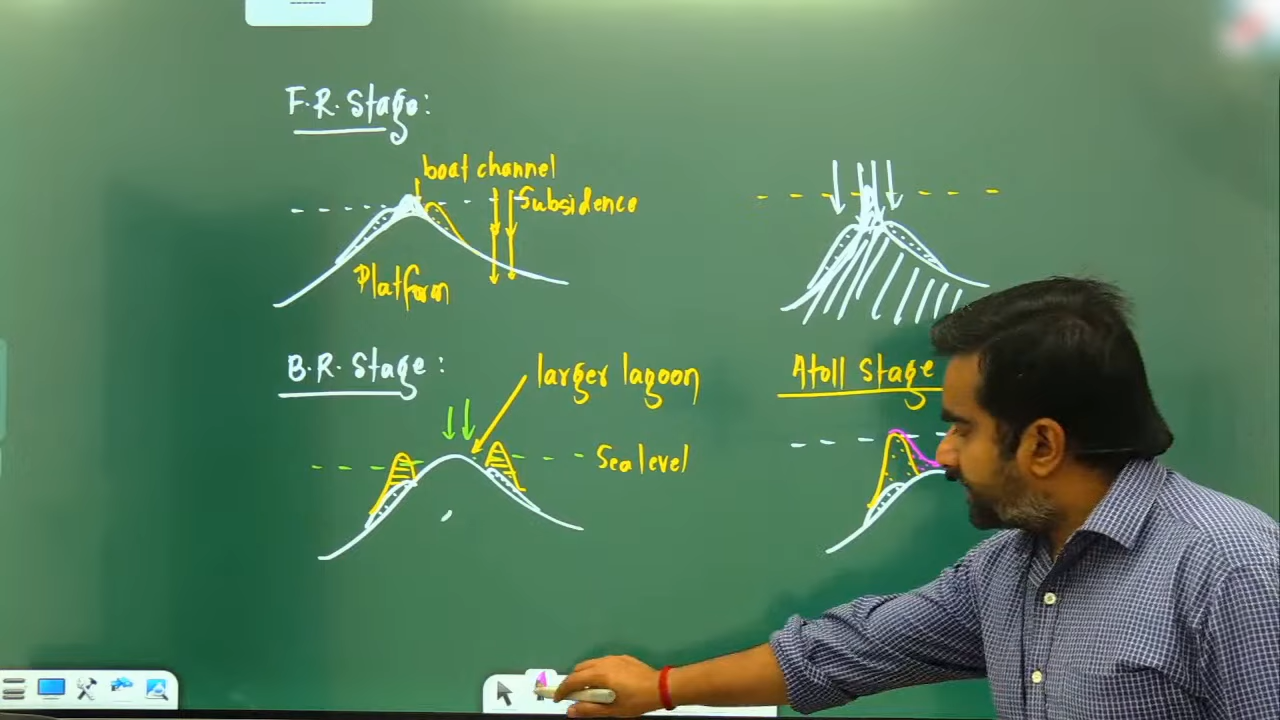 F.R. Stage:
boat channel
Subsidence
Platform
B.R. Stage:
larger lagoon
Sea level
Atoll Stage